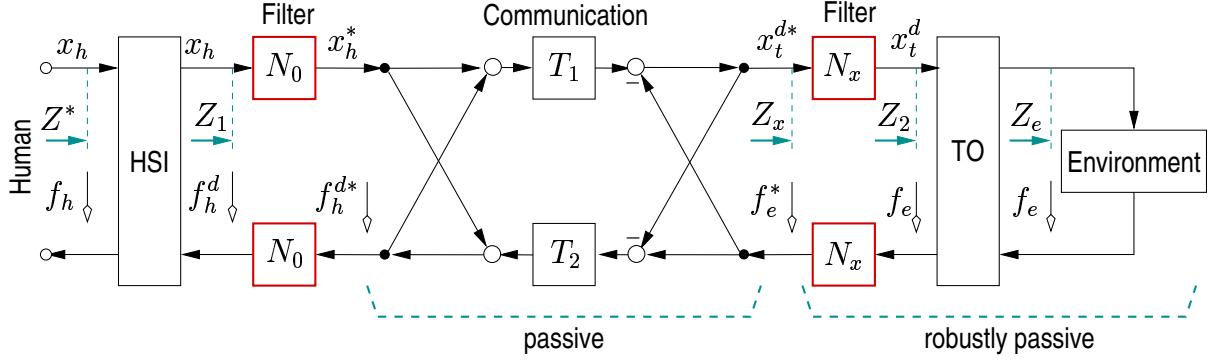 Filter Communication Filter
x_h x_h x_h^* x_t^{d*} x_t^d
N_0 T_1 N_x
− 
Z^* Z_1 Z_x Z_2 Z_e
Human HSI TO Environment
f_h f_h^d f_h^{d*} f_e^* f_e f_e
−
N_0 T_2 N_x
passive robustly passive